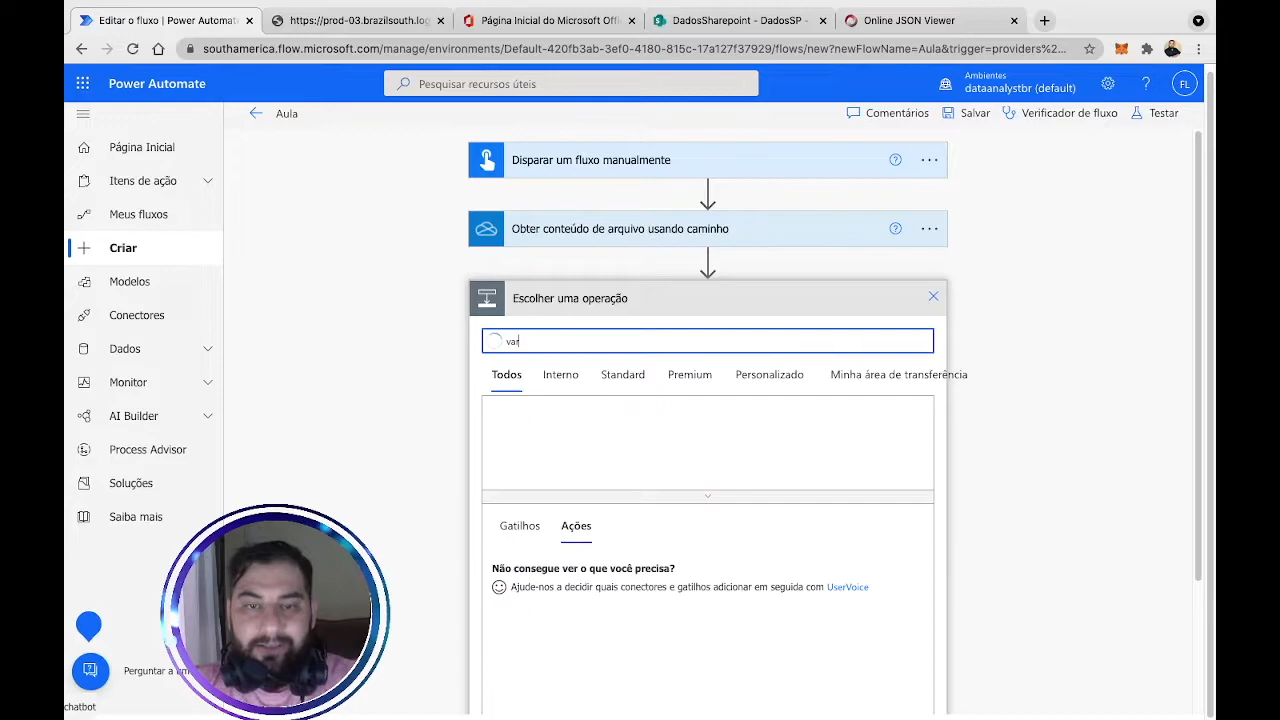 Editar o fluxo | Power Automate
https://prod-03.brazilsouth.log
Página Inicial do Microsoft Offi
DadosSharepoint - DadosSP -
Online JSON Viewer
southamerica.flow.microsoft.com/manage/environments/Default-420fb3ab-3ef0-4180-815c-17a127f37929/flows/new?newFlowName=Aula&trigger=providers%2...
Power Automate
Pesquisar recursos úteis
Ambientes
dataanalystbr (default)
FL
Aula
Comentários
Salvar
Verificador de fluxo
Testar
Página Inicial
Itens de ação
Meus fluxos
Criar
Modelos
Conectores
Dados
Monitor
AI Builder
Process Advisor
Soluções
Saiba mais
Disparar um fluxo manualmente
Obter conteúdo de arquivo usando caminho
Escolher uma operação
var
Todos
Interno
Standard
Premium
Personalizado
Minha área de transferência
Gatilhos
Ações
Não consegue ver o que você precisa?
Ajude-nos a decidir quais conectores e gatilhos adicionar em seguida com UserVoice
Perguntar a um
chatbot